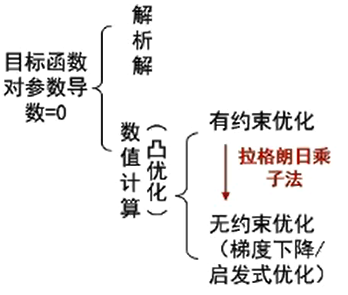 目标函数
对参数导
数=0
解析解
数值计算
（凸优化）
有约束优化
拉格朗日乘
子法
无约束优化
（梯度下降/
启发式优化）